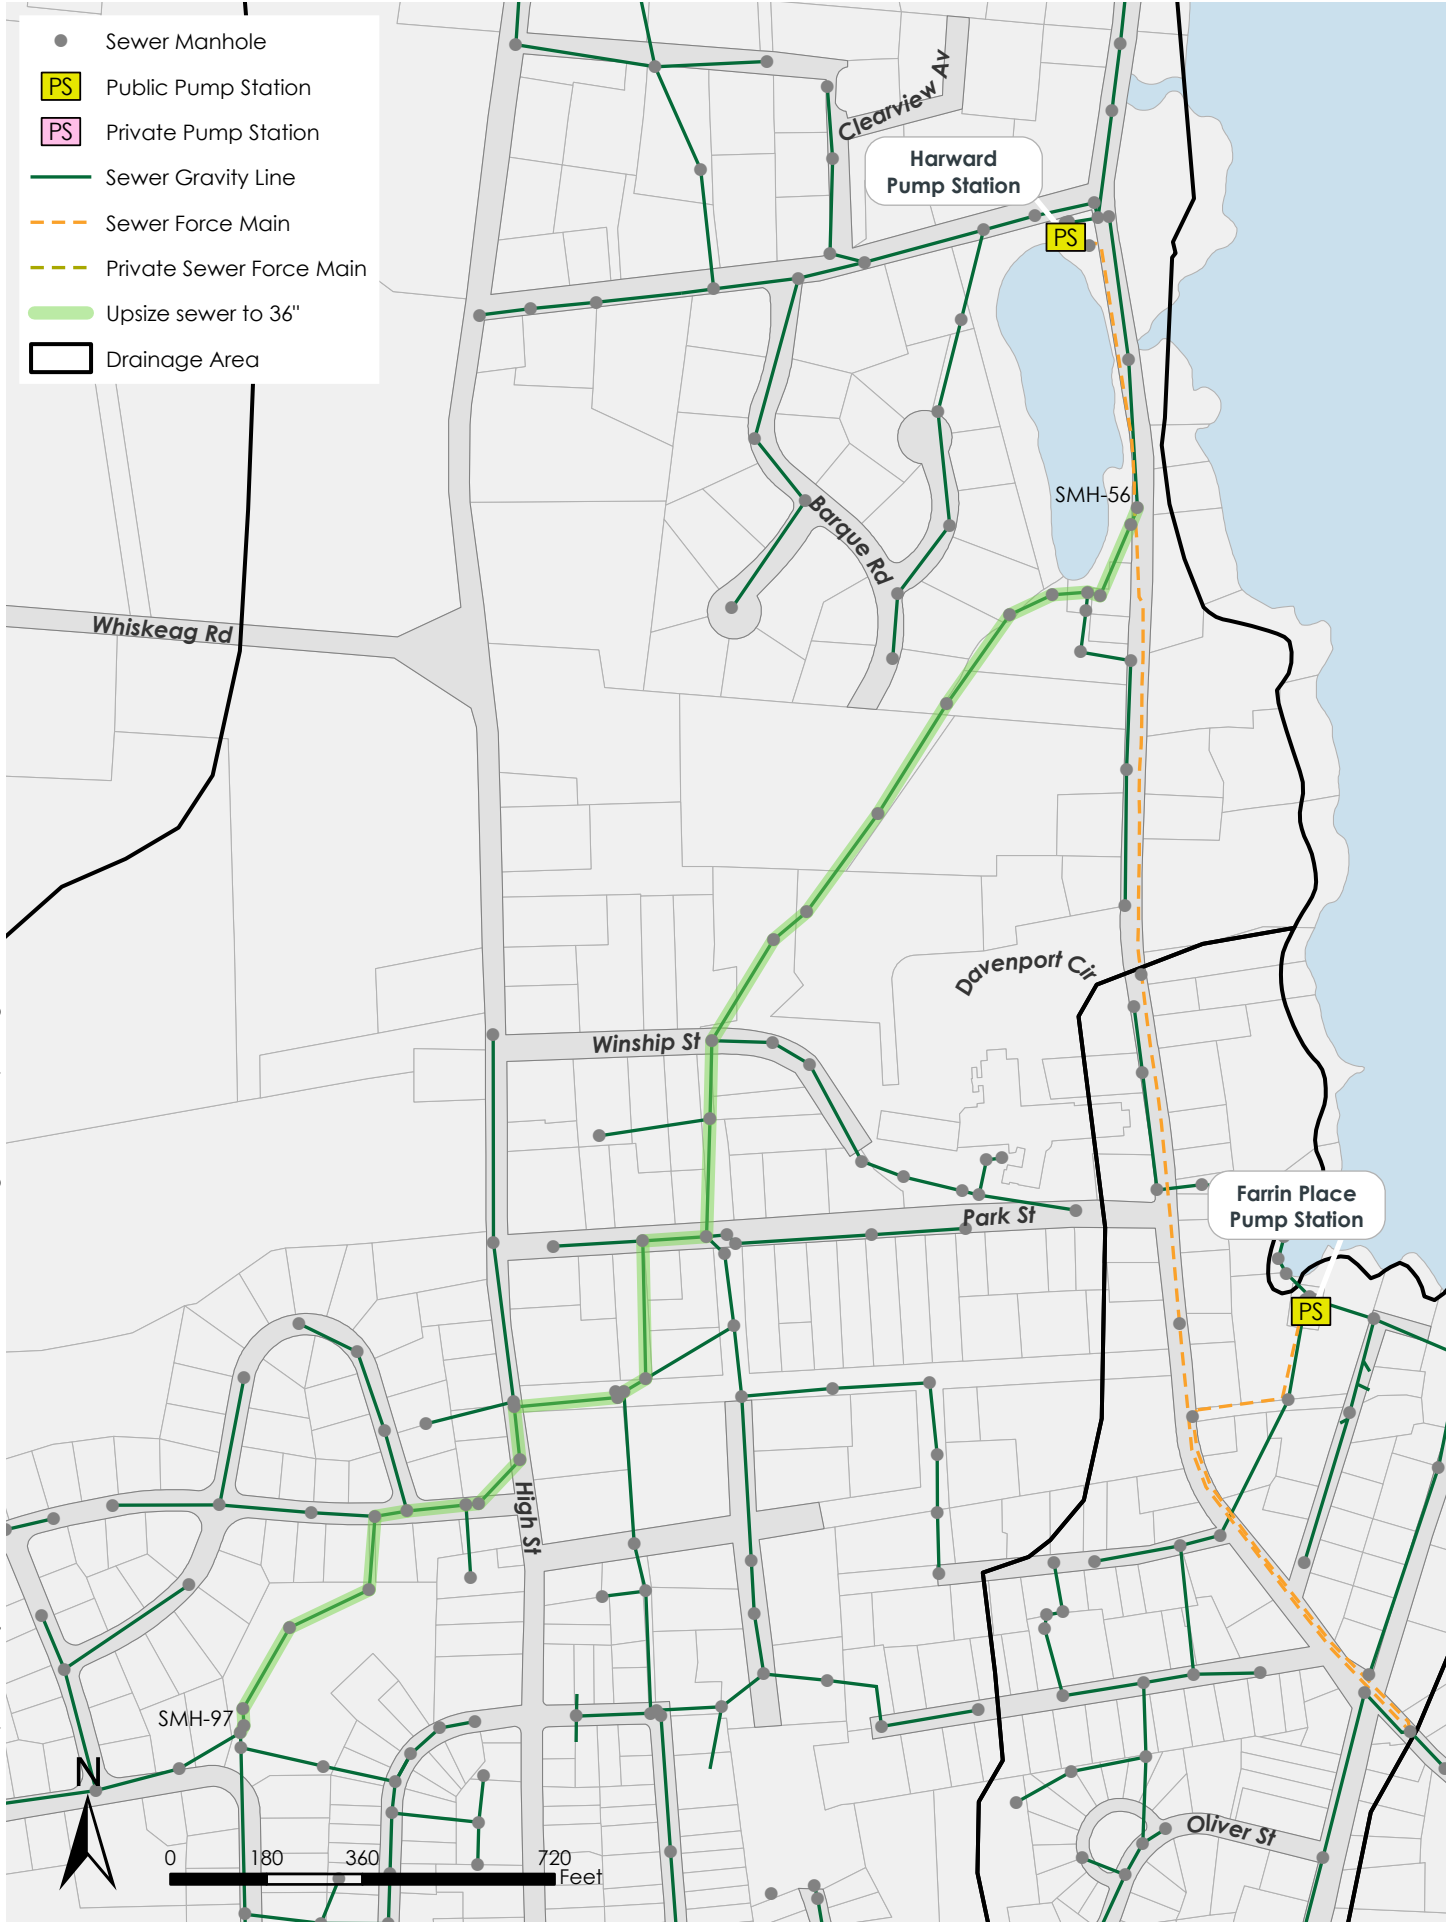 Sewer Manhole
PS Public Pump Station
PS Private Pump Station
Sewer Gravity Line
Sewer Force Main
Private Sewer Force Main
Upsize sewer to 36"
Drainage Area
Clearview Av
Harward
Pump Station
PS
SMH-56
Barque Rd
Whiskeag Rd
Davenport Cir
Winship St
Park St
Farrin Place
Pump Station
PS
High St
SMH-97
N
Oliver St
0 180 360 720
Feet